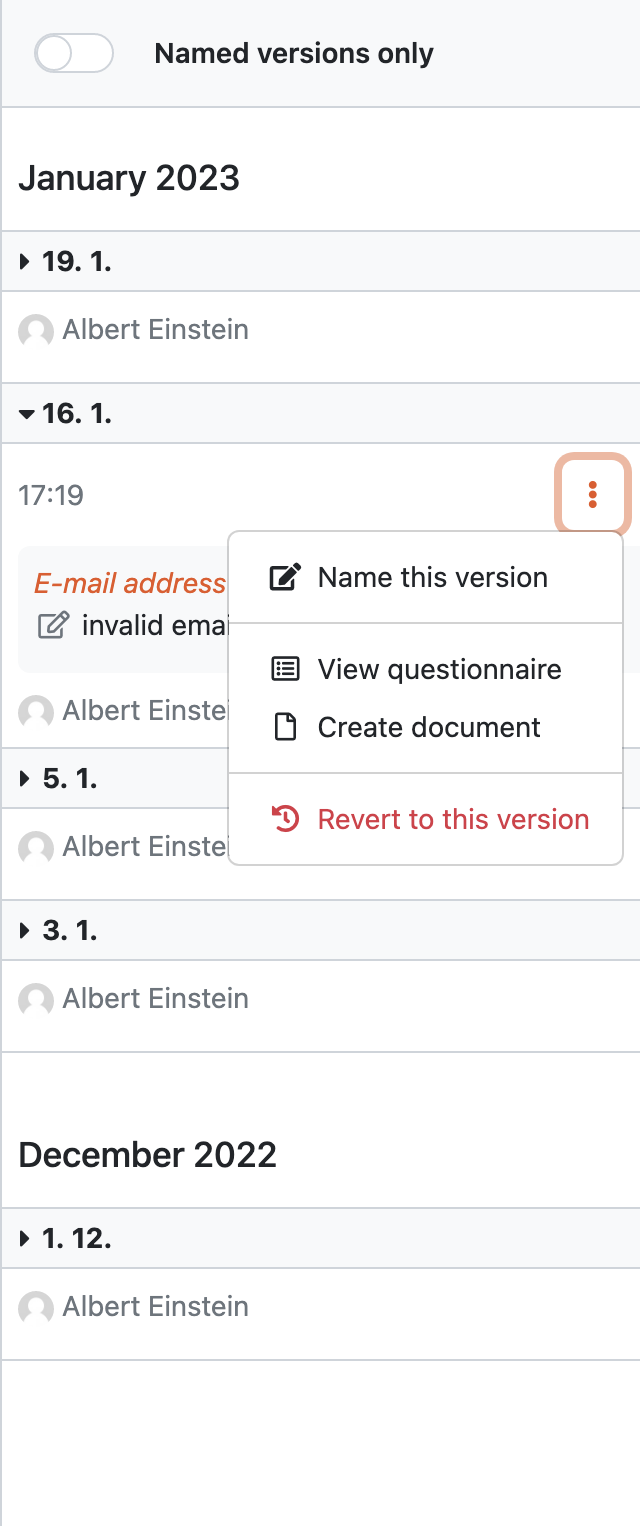 Named versions only
January 2023
19. 1.
Albert Einstein
16. 1.
17:19
E-mail address
invalid emai
Name this version
View questionnaire
Create document
Revert to this version
Albert Einstei
5. 1.
Albert Einstei
3. 1.
Albert Einstein
December 2022
1. 12.
Albert Einstein